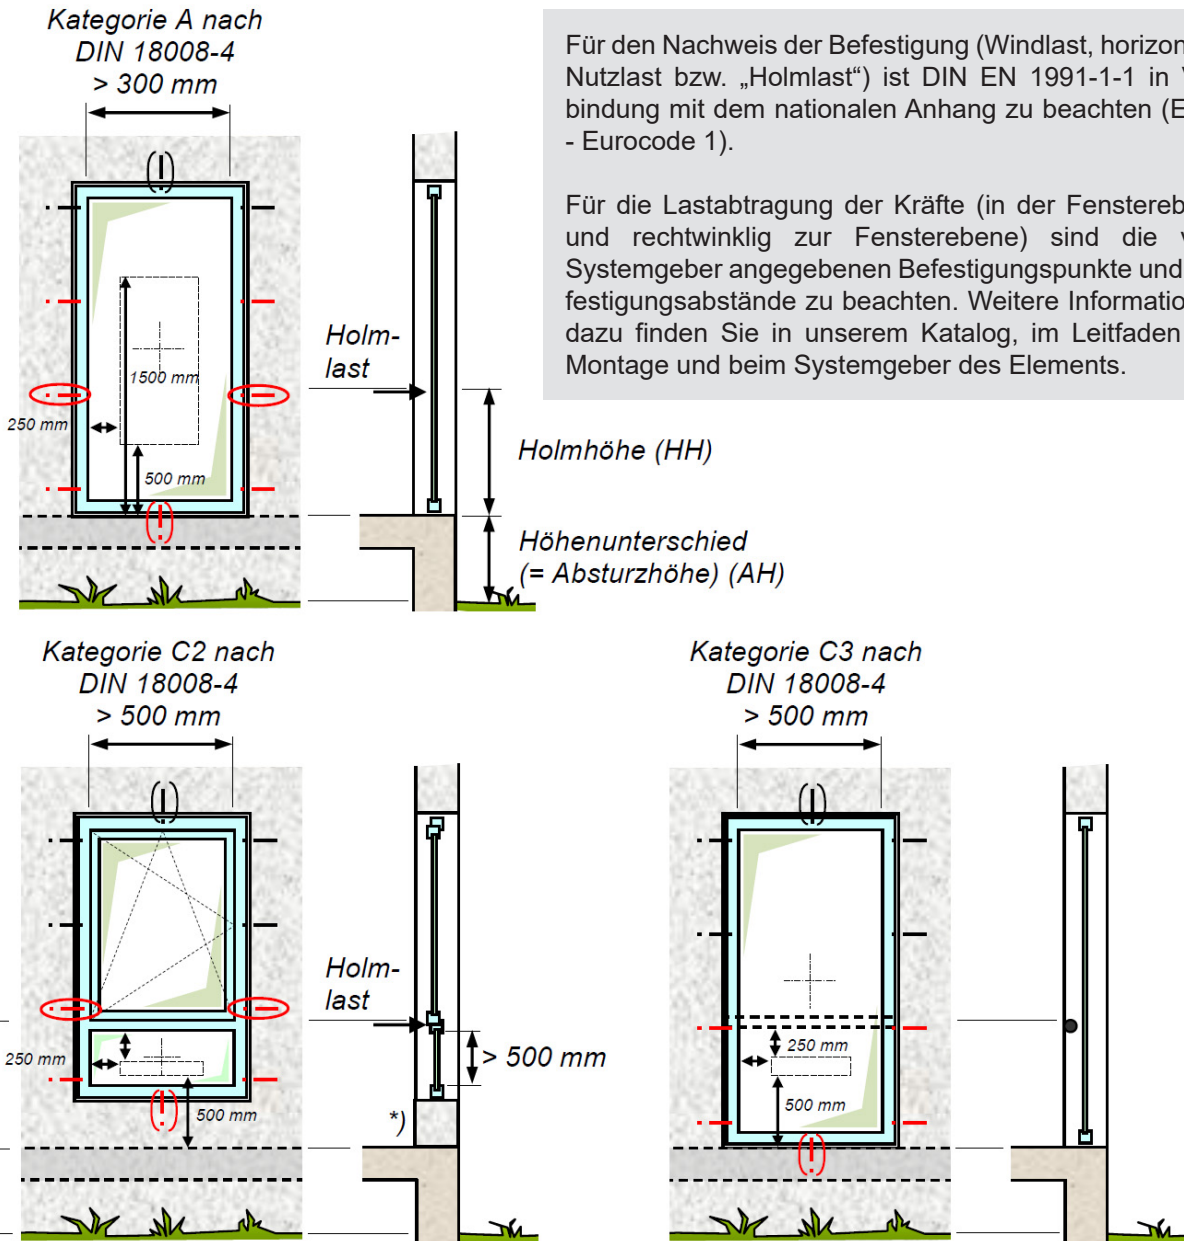 Kategorie A nach
DIN 18008-4
> 300 mm
Für den Nachweis der Befestigung (Windlast, horizon
Nutzlast bzw. „Holmlast“) ist DIN EN 1991-1-1 in V
bindung mit dem nationalen Anhang zu beachten (E
- Eurocode 1).
Für die Lastabtragung der Kräfte (in der Fenstereb
und rechtwinklig zur Fensterebene) sind die v
Systemgeber angegebenen Befestigungspunkte und
festigungsabstände zu beachten. Weitere Informatio
dazu finden Sie in unserem Katalog, im Leitfaden
Montage und beim Systemgeber des Elements.
Holm-
last
1500 mm
250 mm
500 mm
Holmhöhe (HH)
Höhenunterschied
(= Absturzhöhe) (AH)
Kategorie C2 nach
DIN 18008-4
> 500 mm
Holm-
last
250 mm
> 500 mm
500 mm
*)
Kategorie C3 nach
DIN 18008-4
> 500 mm
250 mm
500 mm